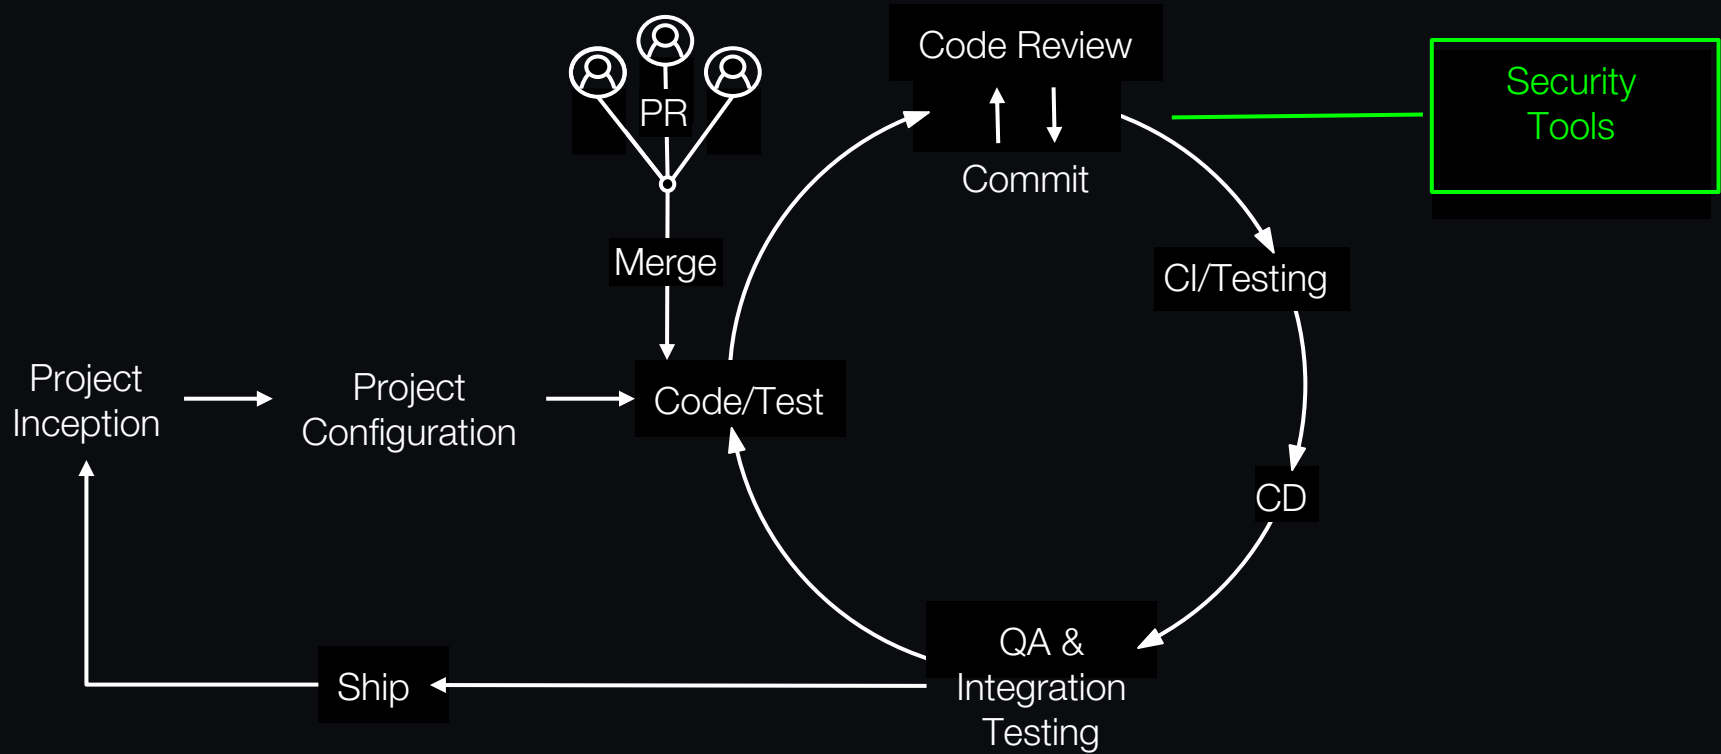 Code Review
PR
Commit
Security
Tools
Merge
CI/Testing
Project
Inception
Project
Configuration
Code/Test
CD
QA &
Integration
Testing
Ship